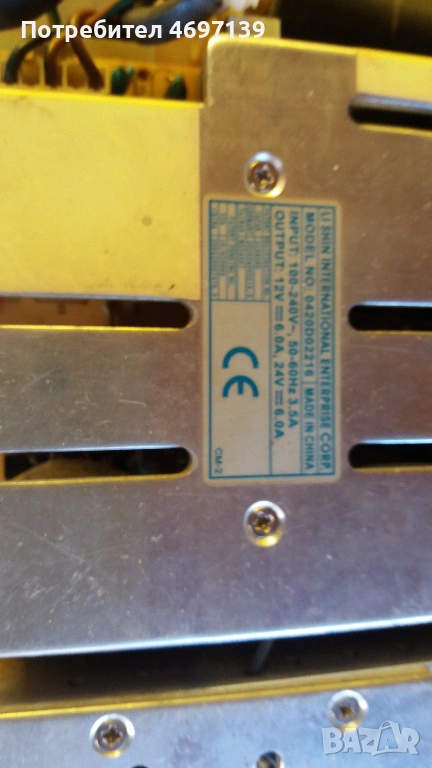 Потребител 4697139
LI SHIN INTERNATIONAL ENTERPRISE CORP.
MODEL NO: 0420D02216 MADE IN CHINA
INPUT: 100-240V~, 50-60Hz 3.5A
OUTPUT: 12V 6.0A, 24V 6.0A
CE
CM-2
BAZAR